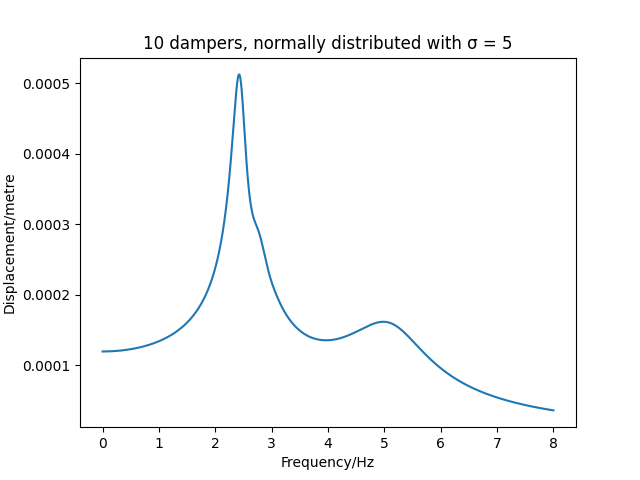 10 dampers, normally distributed with σ = 5
0.0005
0.0004
0.0003
0.0002
0.0001
Displacement/metre
0 1 2 3 4 5 6 7 8
Frequency/Hz